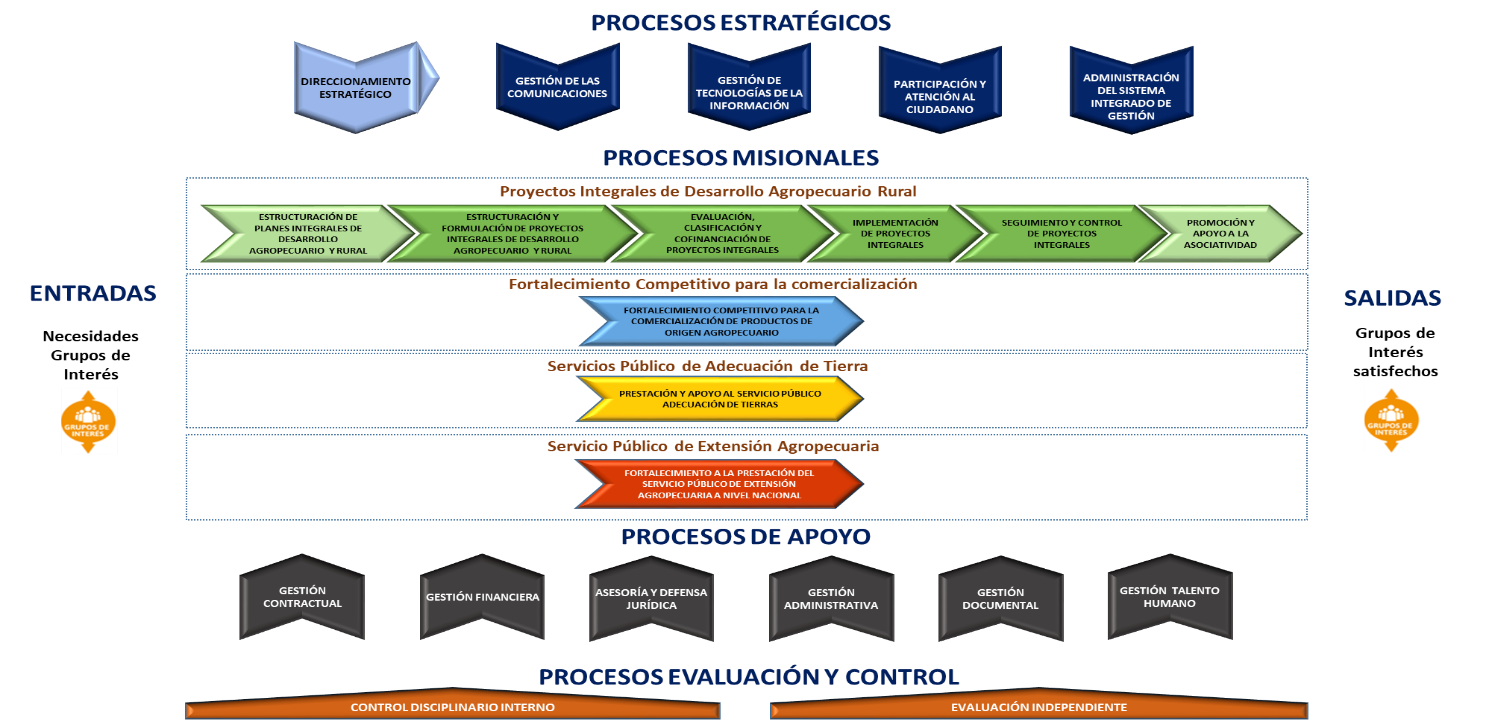 PROCESOS ESTRATÉGICOS
DIRECCIONAMIENTO
ESTRATÉGICO
GESTIÓN DE LAS
COMUNICACIONES
GESTIÓN DE
TECNOLOGÍAS DE LA
INFORMACIÓN
PARTICIPACIÓN Y
ATENCIÓN AL
CIUDADANO
ADMINISTRACIÓN
DEL SISTEMA
INTEGRADO DE
GESTIÓN
PROCESOS MISIONALES
Proyectos Integrales de Desarrollo Agropecuario Rural
ESTRUCTURACIÓN DE
PLANES INTEGRALES DE
DESARROLLO
AGROPECUARIO Y RURAL
ESTRUCTURACIÓN Y
FORMULACIÓN DE PROYECTOS
INTEGRALES DE DESARROLLO
AGROPECUARIO Y RURAL
EVALUACIÓN,
CLASIFICACIÓN Y
COFINANCIACIÓN DE
PROYECTOS INTEGRALES
IMPLEMENTACIÓN
DE PROYECTOS
INTEGRALES
SEGUIMIENTO Y CONTROL
DE PROYECTOS
INTEGRALES
PROMOCIÓN Y
APOYO A LA
ASOCIATIVIDAD
ENTRADAS
Necesidades
Grupos de
Interés
GRUPOS DE
INTERÉS
Fortalecimiento Competitivo para la comercialización
FORTALECIMIENTO COMPETITIVO PARA LA
COMERCIALIZACIÓN DE PRODUCTOS DE
ORIGEN AGROPECUARIO
Servicios Público de Adecuación de Tierra
PRESTACIÓN Y APOYO AL SERVICIO PÚBLICO
ADECUACIÓN DE TIERRAS
Servicio Público de Extensión Agropecuaria
FORTALECIMIENTO A LA PRESTACIÓN DEL
SERVICIO PÚBLICO DE EXTENSIÓN
AGROPECUARIA A NIVEL NACIONAL
SALIDAS
Grupos de
Interés
satisfechos
GRUPOS DE
INTERÉS
PROCESOS DE APOYO
GESTIÓN
CONTRACTUAL
GESTIÓN FINANCIERA
ASESORÍA Y DEFENSA
JURÍDICA
GESTIÓN
ADMINISTRATIVA
GESTIÓN
DOCUMENTAL
GESTIÓN TALENTO
HUMANO
PROCESOS EVALUACIÓN Y CONTROL
CONTROL DISCIPLINARIO INTERNO
EVALUACIÓN INDEPENDIENTE